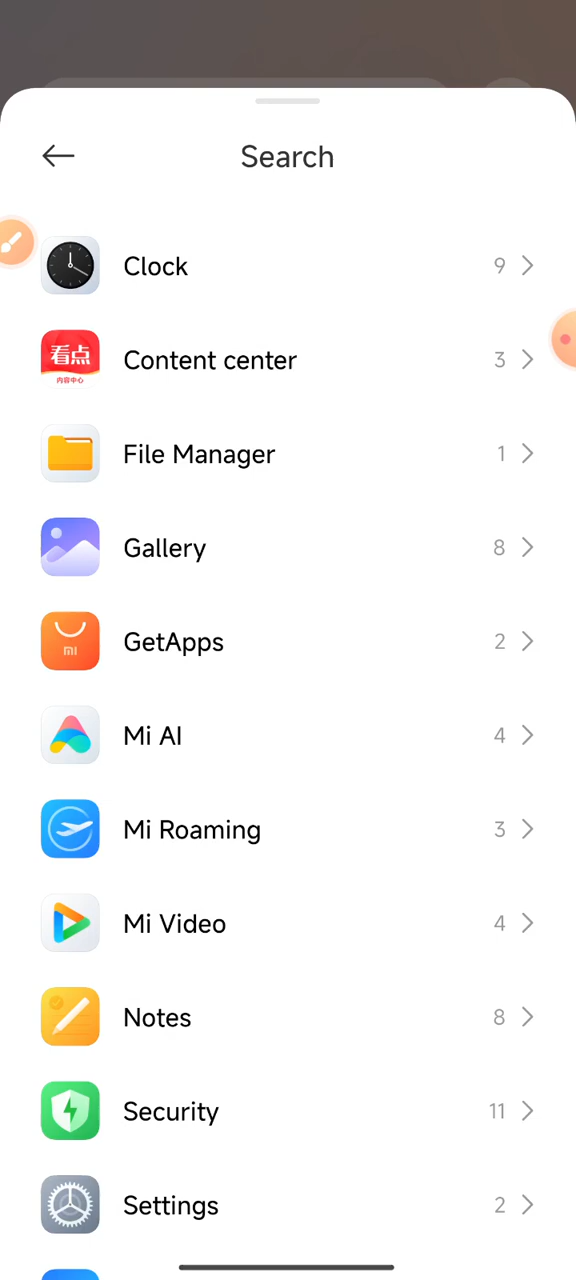 Search
Clock 9
看点
内容中心
Content center 3
File Manager 1
Gallery 8
mi
GetApps 2
Mi AI 4
Mi Roaming 3
Mi Video 4
Notes 8
Security 11
Settings 2